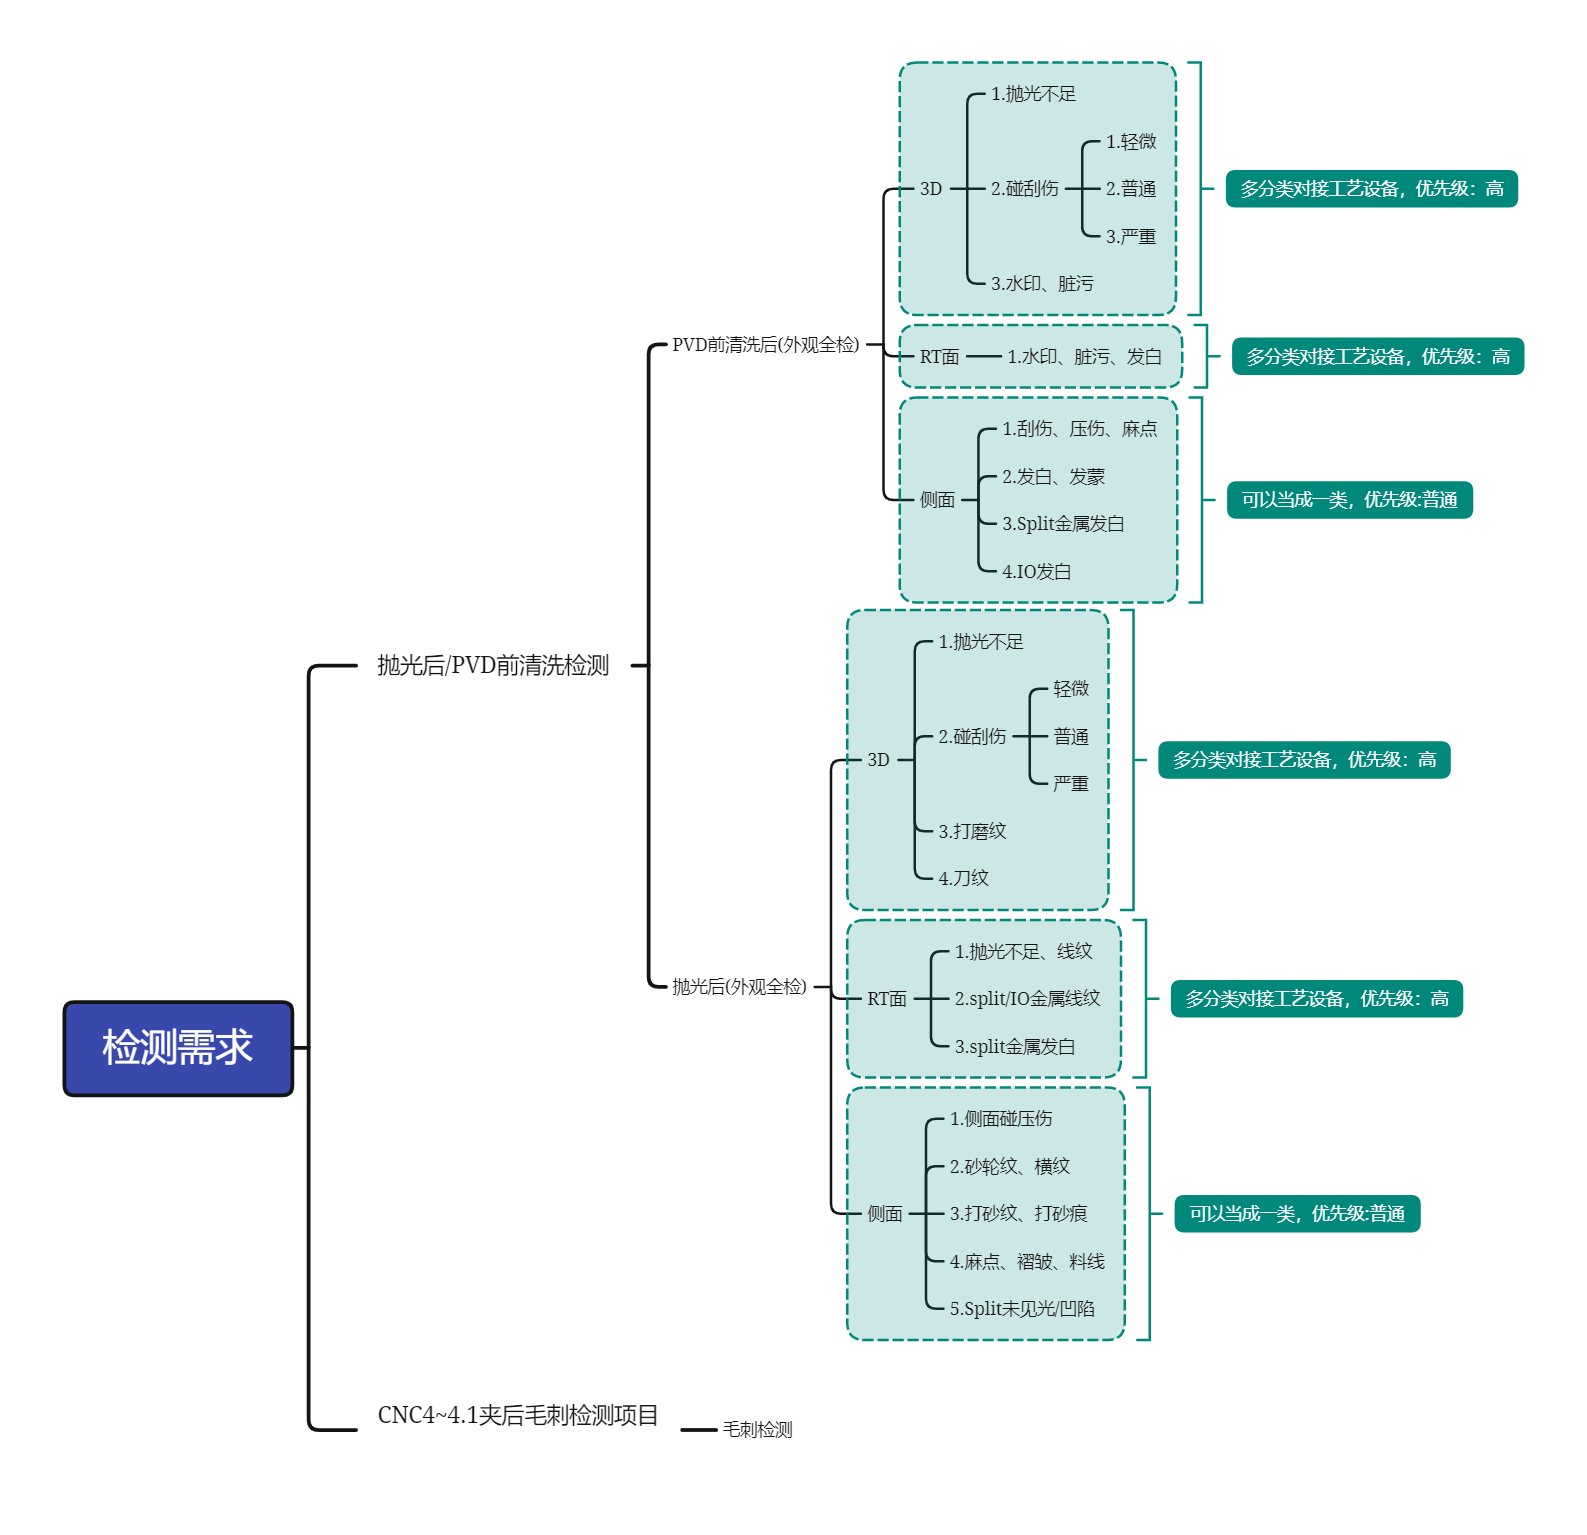 检测需求
抛光后/PVD前清洗检测
PVD前清洗后(外观全检)
3D
1.抛光不足
2.碰刮伤
1.轻微
2.普通
3.严重
3.水印、脏污
多分类对接工艺设备，优先级：高
RT面
1.水印、脏污、发白
多分类对接工艺设备，优先级：高
侧面
1.刮伤、压伤、麻点
2.发白、发蒙
3.Split金属发白
4.IO发白
可以当成一类，优先级:普通
抛光后(外观全检)
3D
1.抛光不足
2.碰刮伤
轻微
普通
严重
3.打磨纹
4.刀纹
多分类对接工艺设备，优先级：高
RT面
1.抛光不足、线纹
2.split/IO金属线纹
3.split金属发白
多分类对接工艺设备，优先级：高
侧面
1.侧面碰压伤
2.砂轮纹、横纹
3.打砂纹、打砂痕
4.麻点、褶皱、料线
5.Split未见光/凹陷
可以当成一类，优先级:普通
CNC4~4.1夹后毛刺检测项目
毛刺检测